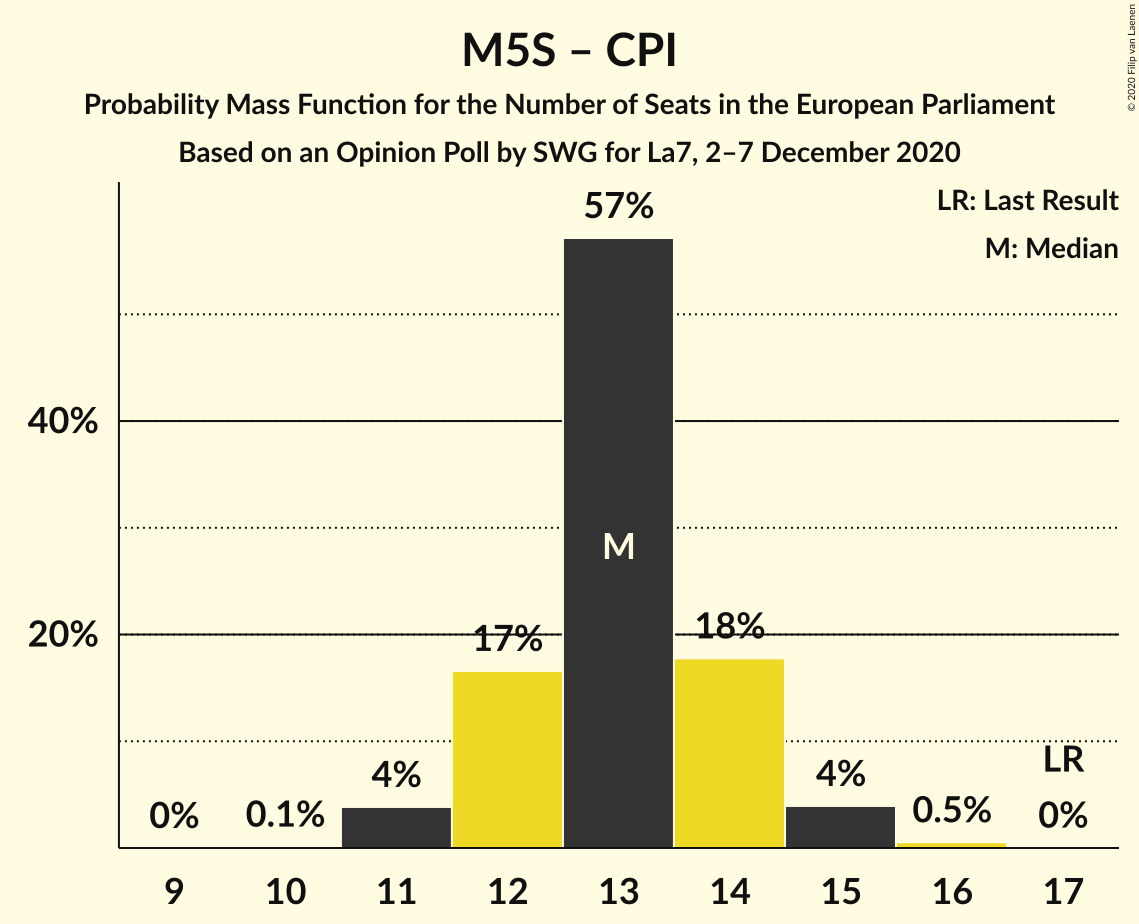 M5S – CPI
Probability Mass Function for the Number of Seats in the European Parliament
Based on an Opinion Poll by SWG for La7, 2–7 December 2020
© 2020 Filip van Laenen
LR: Last Result
M: Median
57%
40%
M
20%
17%
18%
4%
4%
LR
0%
0.1%
0.5%
0%
9 10 11 12 13 14 15 16 17